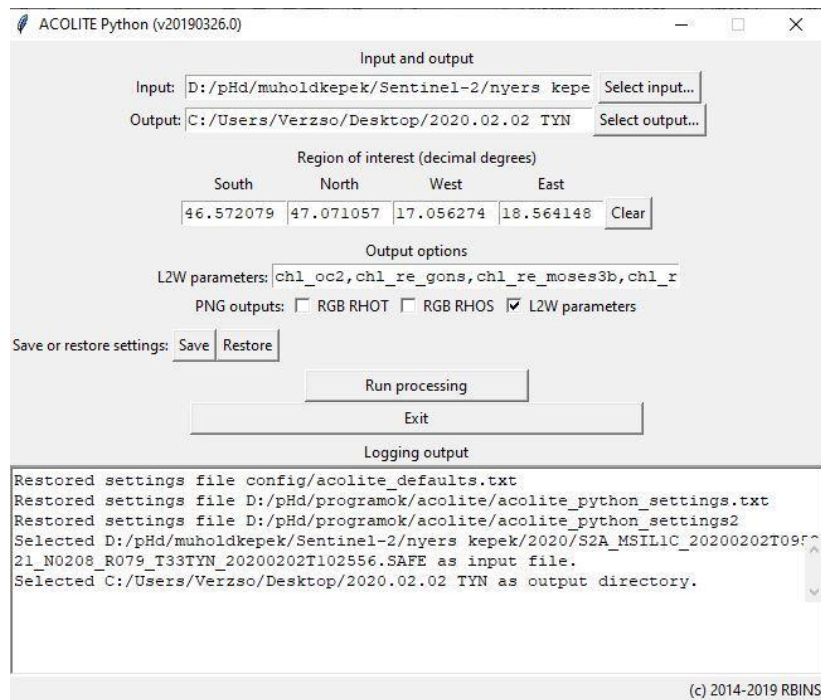 ACOLITE Python (v20190326.0)
Input and output
Input: D:/pHd/muholdkepek/Sentinel-2/nyers kepe Select input...
Output: C:/Users/Verzso/Desktop/2020.02.02 TYN Select output...
Region of interest (decimal degrees)
South North West East
46.572079 47.071057 17.056274 18.564148 Clear
Output options
L2W parameters: chl_oc2,chl_re_gons,chl_re_moses3b,chl_r
PNG outputs: RGB RHOT RGB RHOS L2W parameters
Save or restore settings: Save Restore
Run processing
Exit
Logging output
Restored settings file config/acolite_defaults.txt
Restored settings file D:/pHd/programok/acolite/acolite_python_settings.txt
Restored settings file D:/pHd/programok/acolite/acolite_python_settings2
Selected D:/pHd/muholdkepek/Sentinel-2/nyers kepek/2020/S2A_MSIL1C_20200202T0952
21_N0208_R079_T33TYN_20200202T102556.SAFE as input file.
Selected C:/Users/Verzso/Desktop/2020.02.02 TYN as output directory.
(c) 2014-2019 RBINS